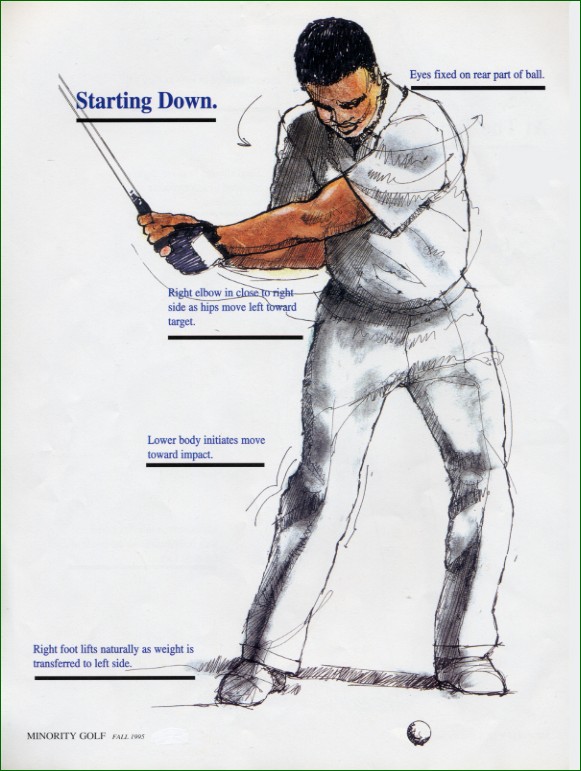 Eyes fixed on rear part of ball.
Starting Down.
Right elbow in close to right
side as hips move left toward
target.
Lower body initiates move
toward impact.
Right foot lifts naturally as weight is
transferred to left side.
MINORITY GOLF FALL 1995